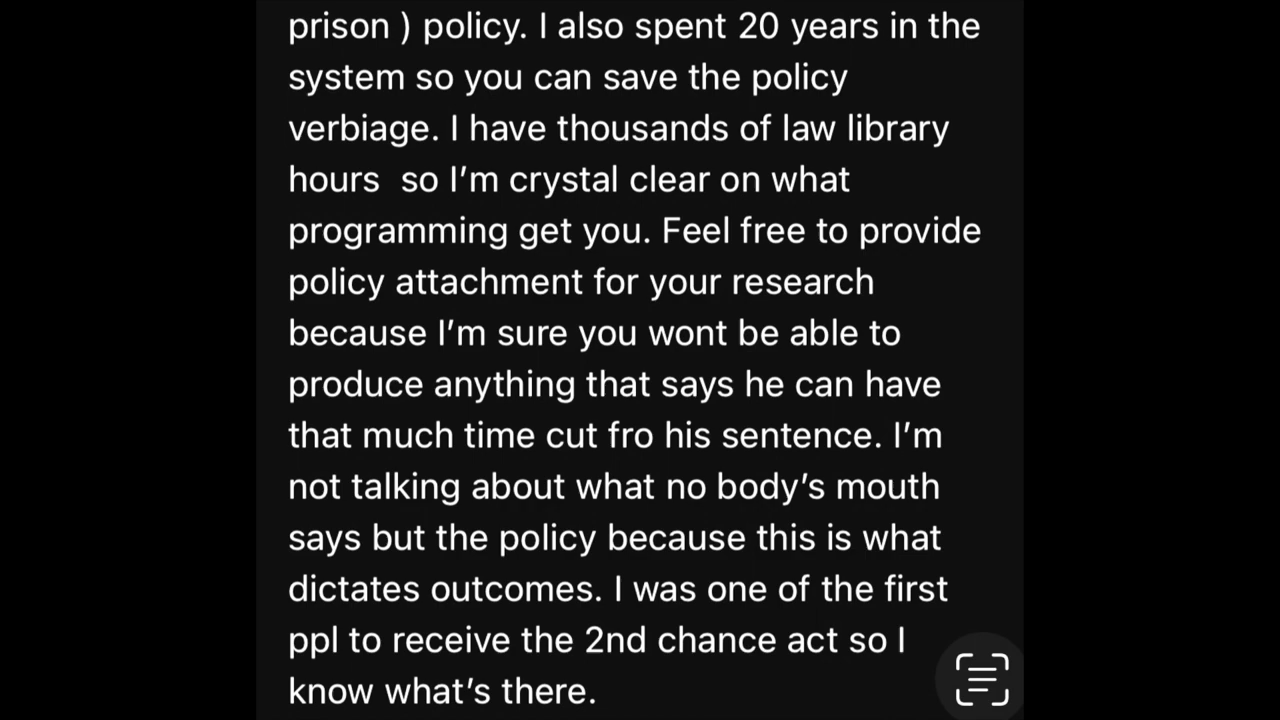 prison ) policy. I also spent 20 years in the
system so you can save the policy
verbiage. I have thousands of law library
hours  so I'm crystal clear on what
programming get you. Feel free to provide
policy attachment for your research
because I'm sure you wont be able to
produce anything that says he can have
that much time cut fro his sentence. I'm
not talking about what no body's mouth
says but the policy because this is what
dictates outcomes. I was one of the first
ppl to receive the 2nd chance act so I
know what's there.